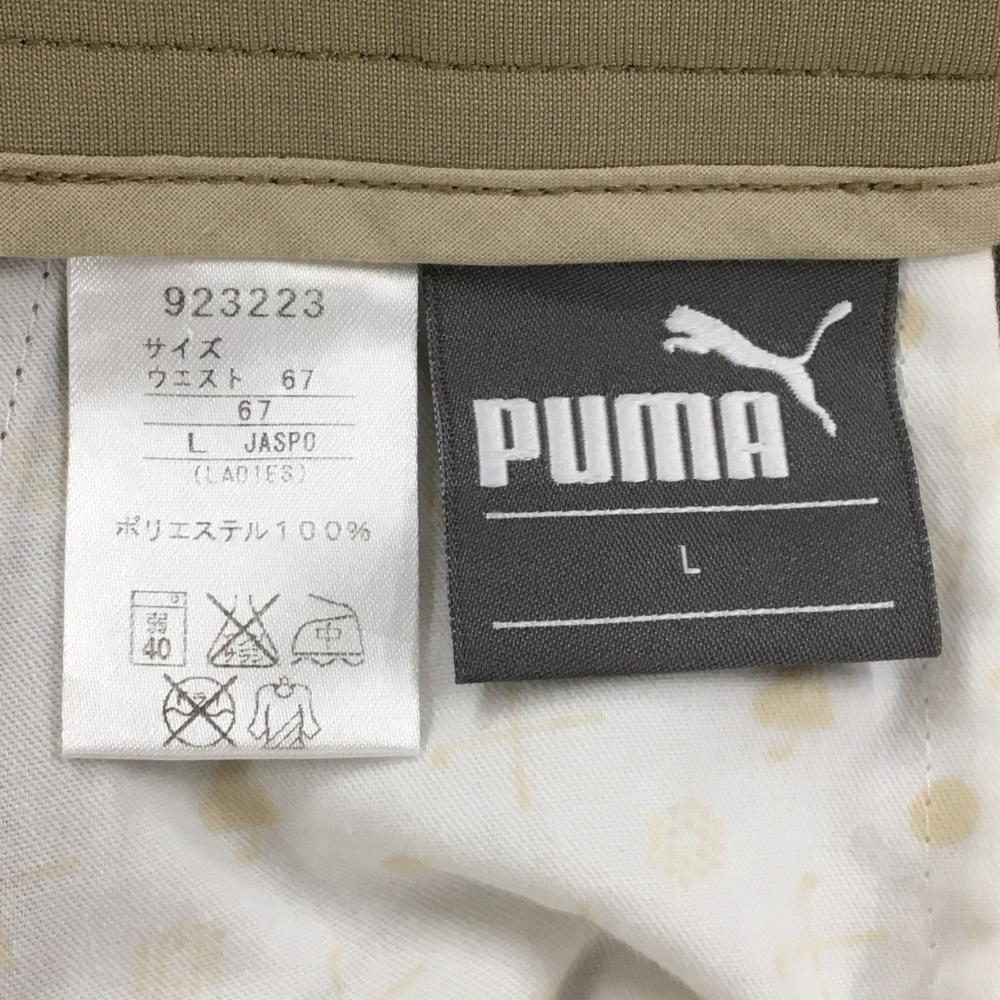 923223
サイズ
ウエスト 67
67
L JASPO
(LADIES)
ポリエステル100%
弱
40
中
PUMA
L